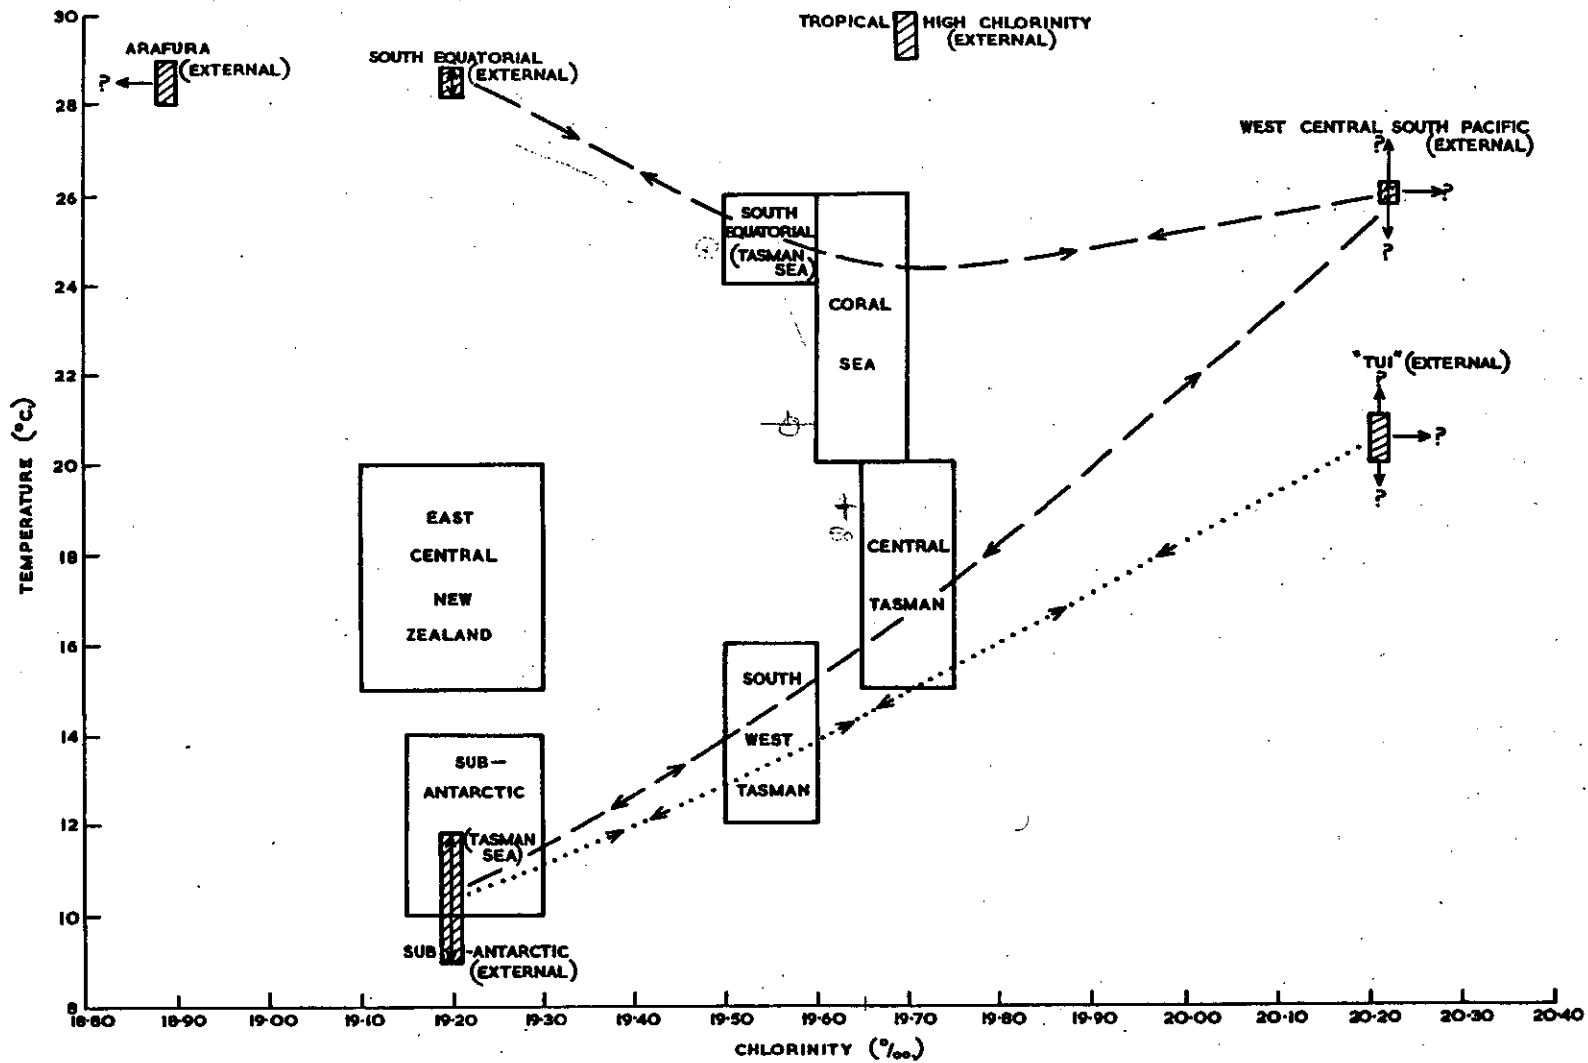 30
28
26
24
22
20
18
16
14
12
10
8
TEMPERATURE (°C.)
ARAFURA
(EXTERNAL)
?
SOUTH EQUATORIAL
(EXTERNAL)
TROPICAL HIGH CHLORINITY
(EXTERNAL)
WEST CENTRAL SOUTH PACIFIC
(EXTERNAL)
?
?
?
SOUTH
EQUATORIAL
(TASMAN
SEA)
CORAL
SEA
"TUI" (EXTERNAL)
?
?
?
EAST
CENTRAL
NEW
ZEALAND
CENTRAL
TASMAN
SOUTH
WEST
TASMAN
SUB-
ANTARCTIC
(TASMAN
SEA)
SUB-ANTARCTIC
(EXTERNAL)
18·80 18·90 19·00 19·10 19·20 19·30 19·40 19·50 19·60 19·70 19·80 19·90 20·00 20·10 20·20 20·30 20·40
CHLORINITY (°/oo.)